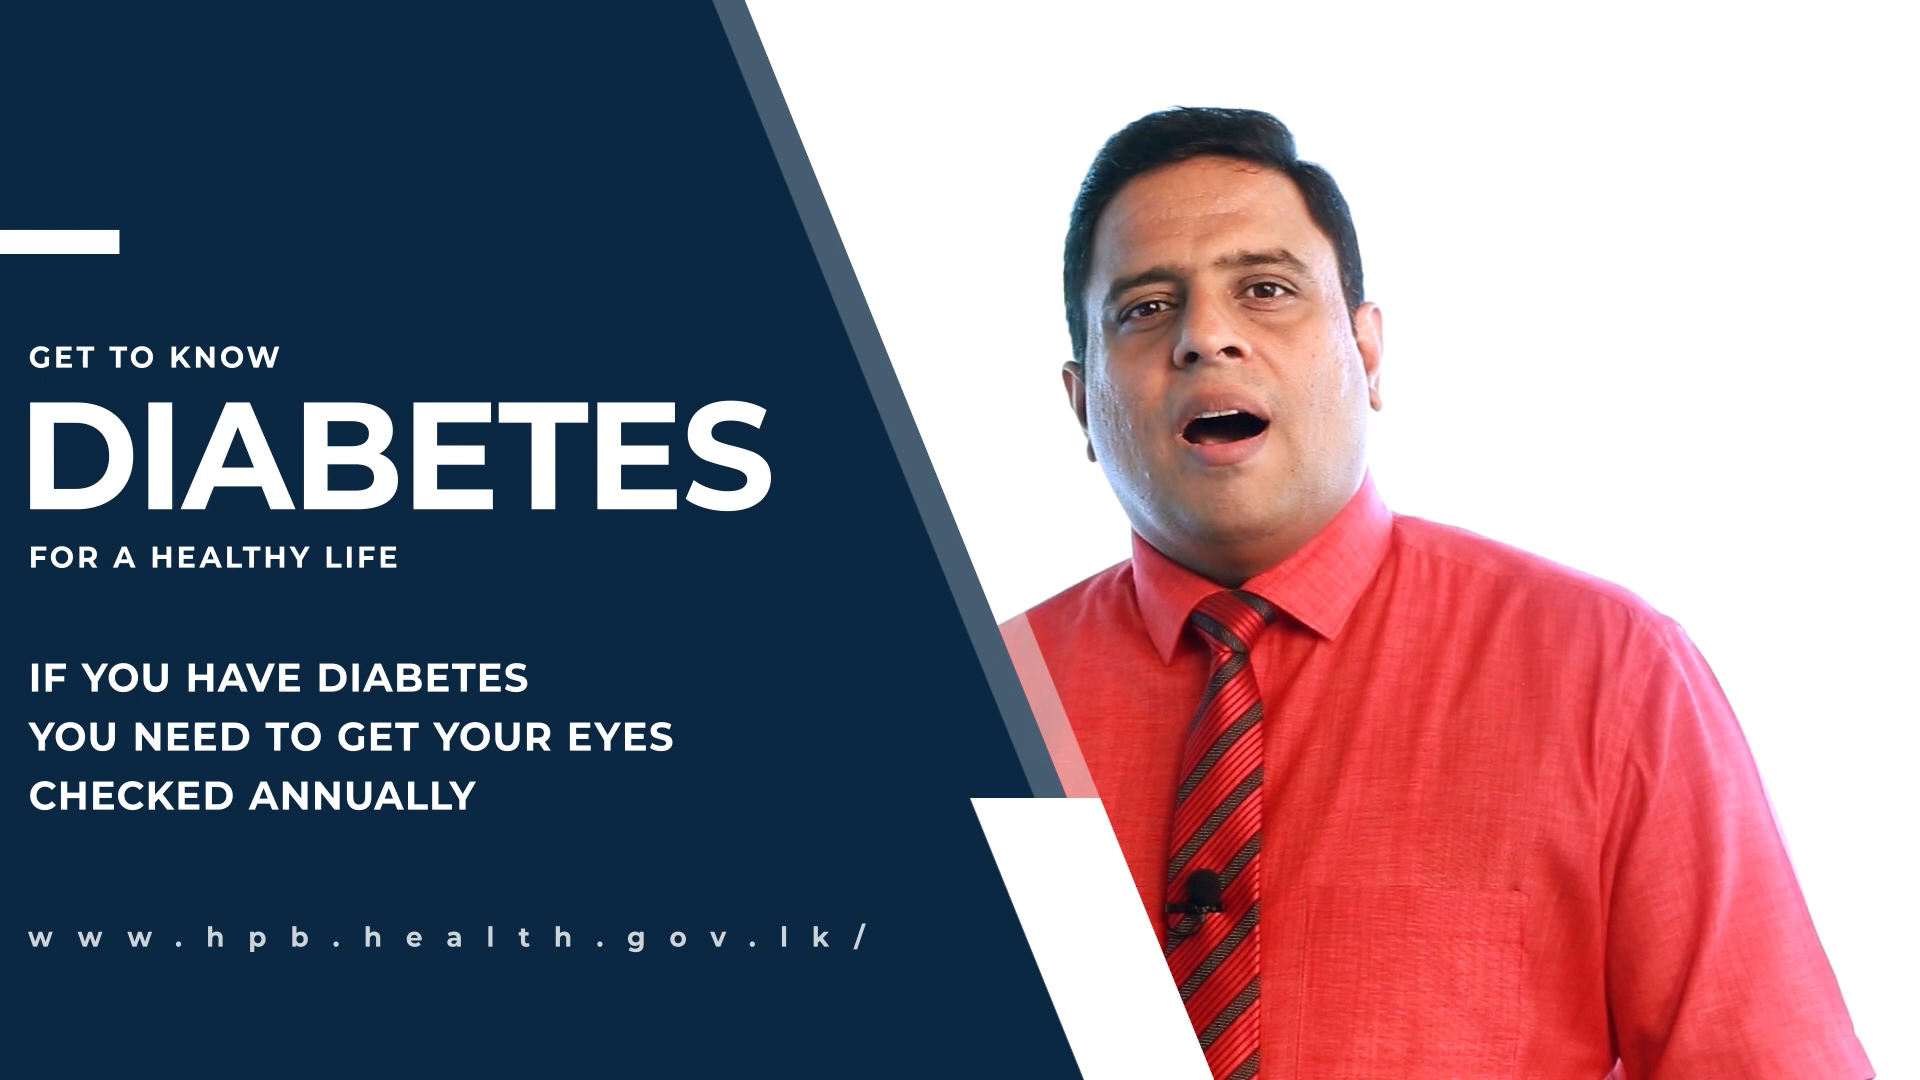 GET TO KNOW
DIABETES
FOR A HEALTHY LIFE
IF YOU HAVE DIABETES
YOU NEED TO GET YOUR EYES
CHECKED ANNUALLY
www.hpb.health.gov.lk/